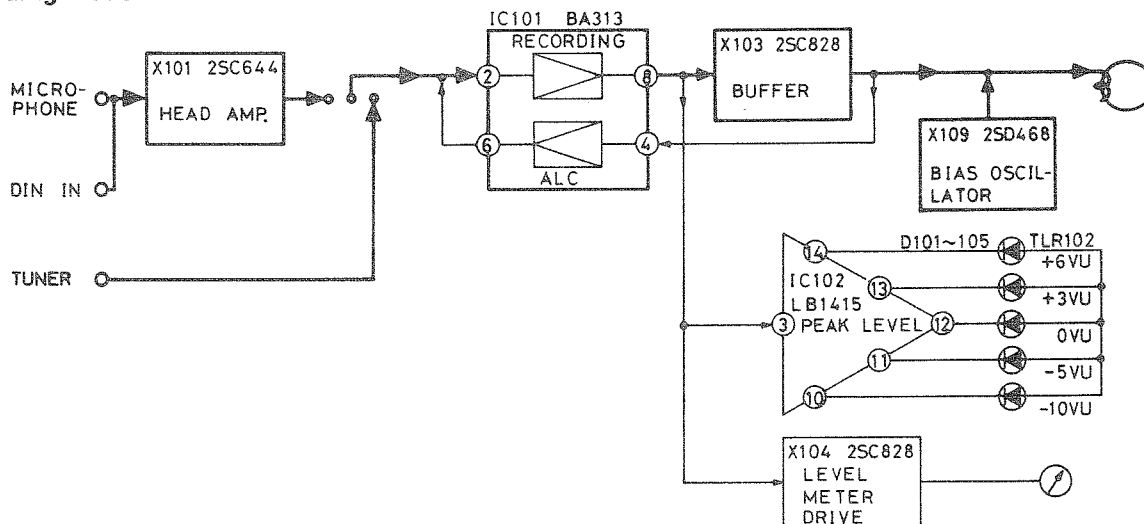 IC101 BA313
X101 2SC644
HEAD AMP.
MICRO-
PHONE
DIN IN
TUNER
RECORDING
2
8
6
4
ALC
X103 2SC828
BUFFER
X109 2SD468
BIAS OSCIL-
LATOR
D101~105
TLR102
14
+6VU
IC102
13
+3VU
LB1415
3
PEAK LEVEL
12
0VU
11
-5VU
10
-10VU
X104 2SC828
LEVEL
METER
DRIVE